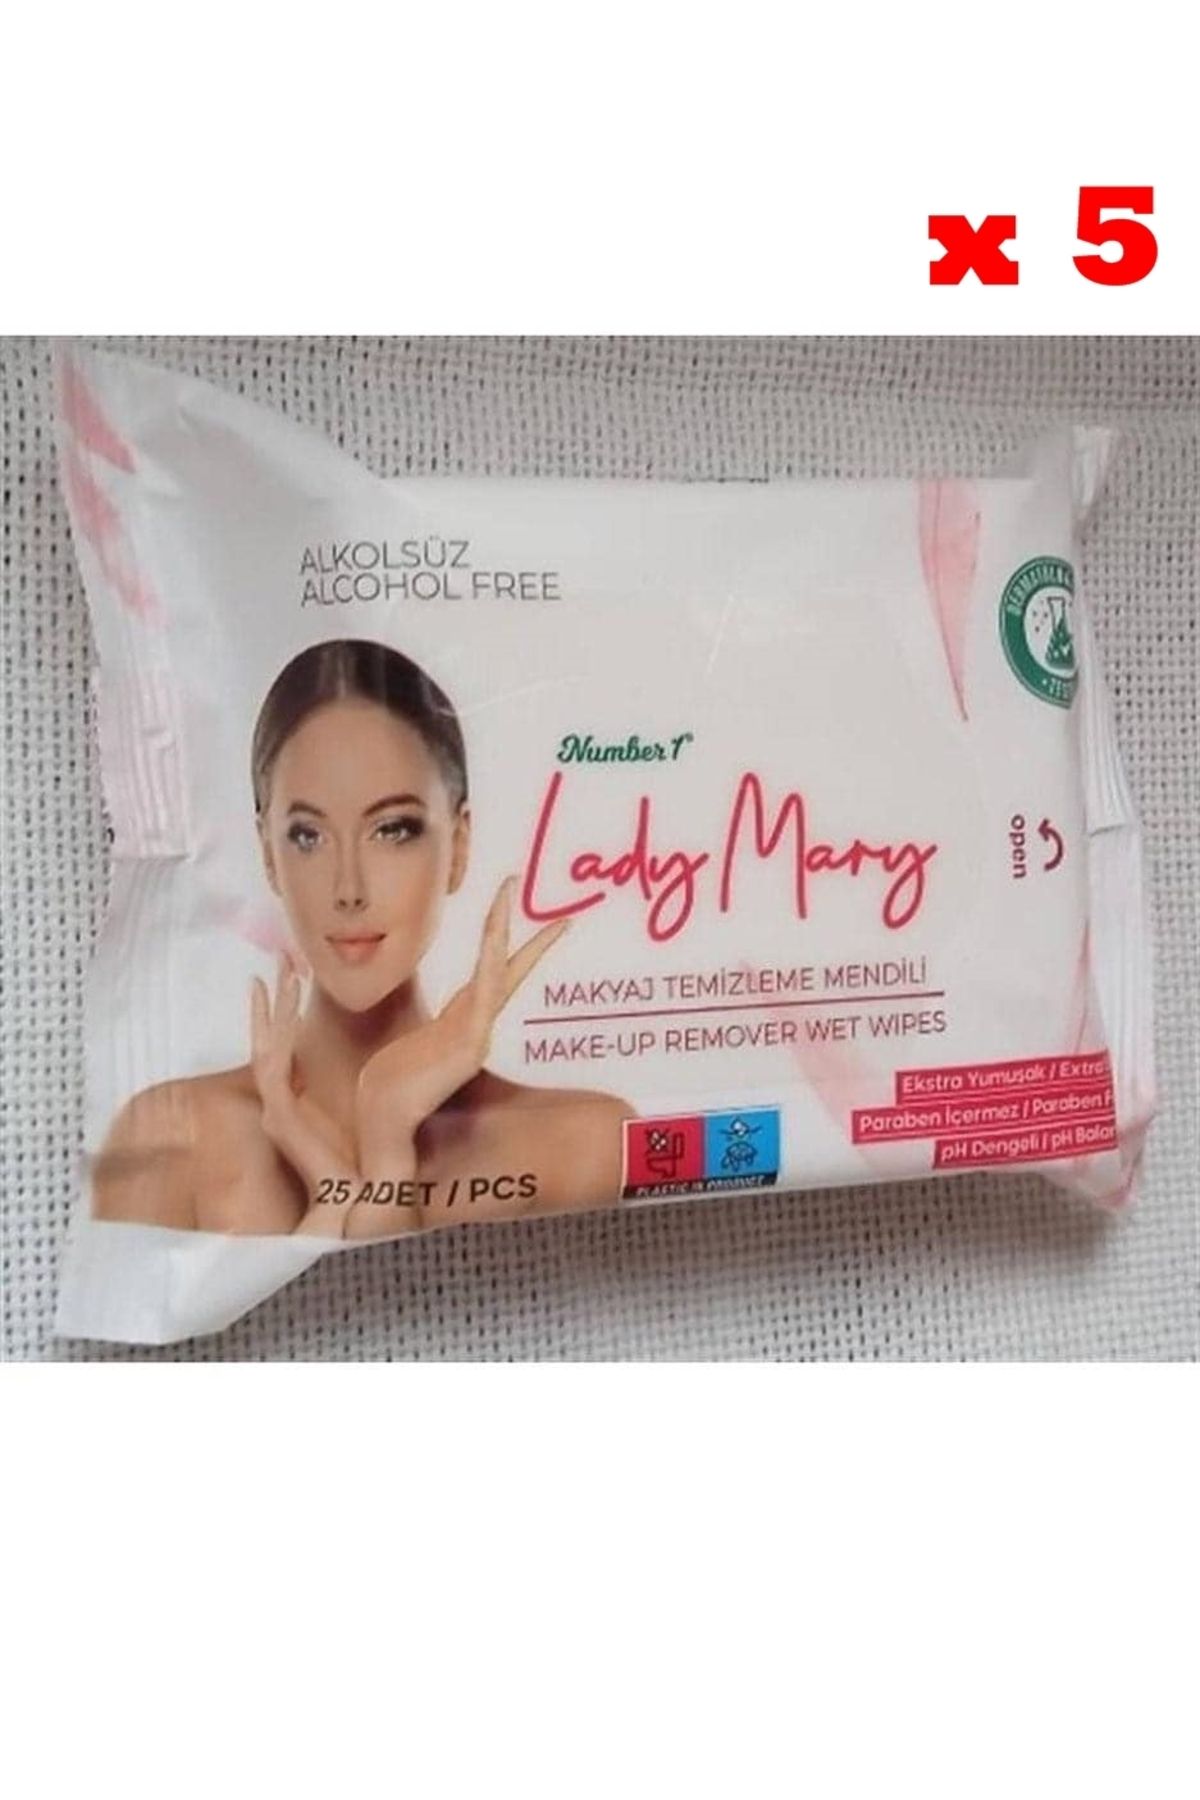 x 5
ALKOLSÜZ
ALCOHOL FREE
Number 1®
Lady Mary
open
MAKYAJ TEMİZLEME MENDİLİ
MAKE-UP REMOVER WET WIPES
Ekstra Yumuşak / Extra
Paraben İçermez / Paraben F
pH Dengeli / pH Balan
25 ADET / PCS
PLASTIC IN PRODUCT